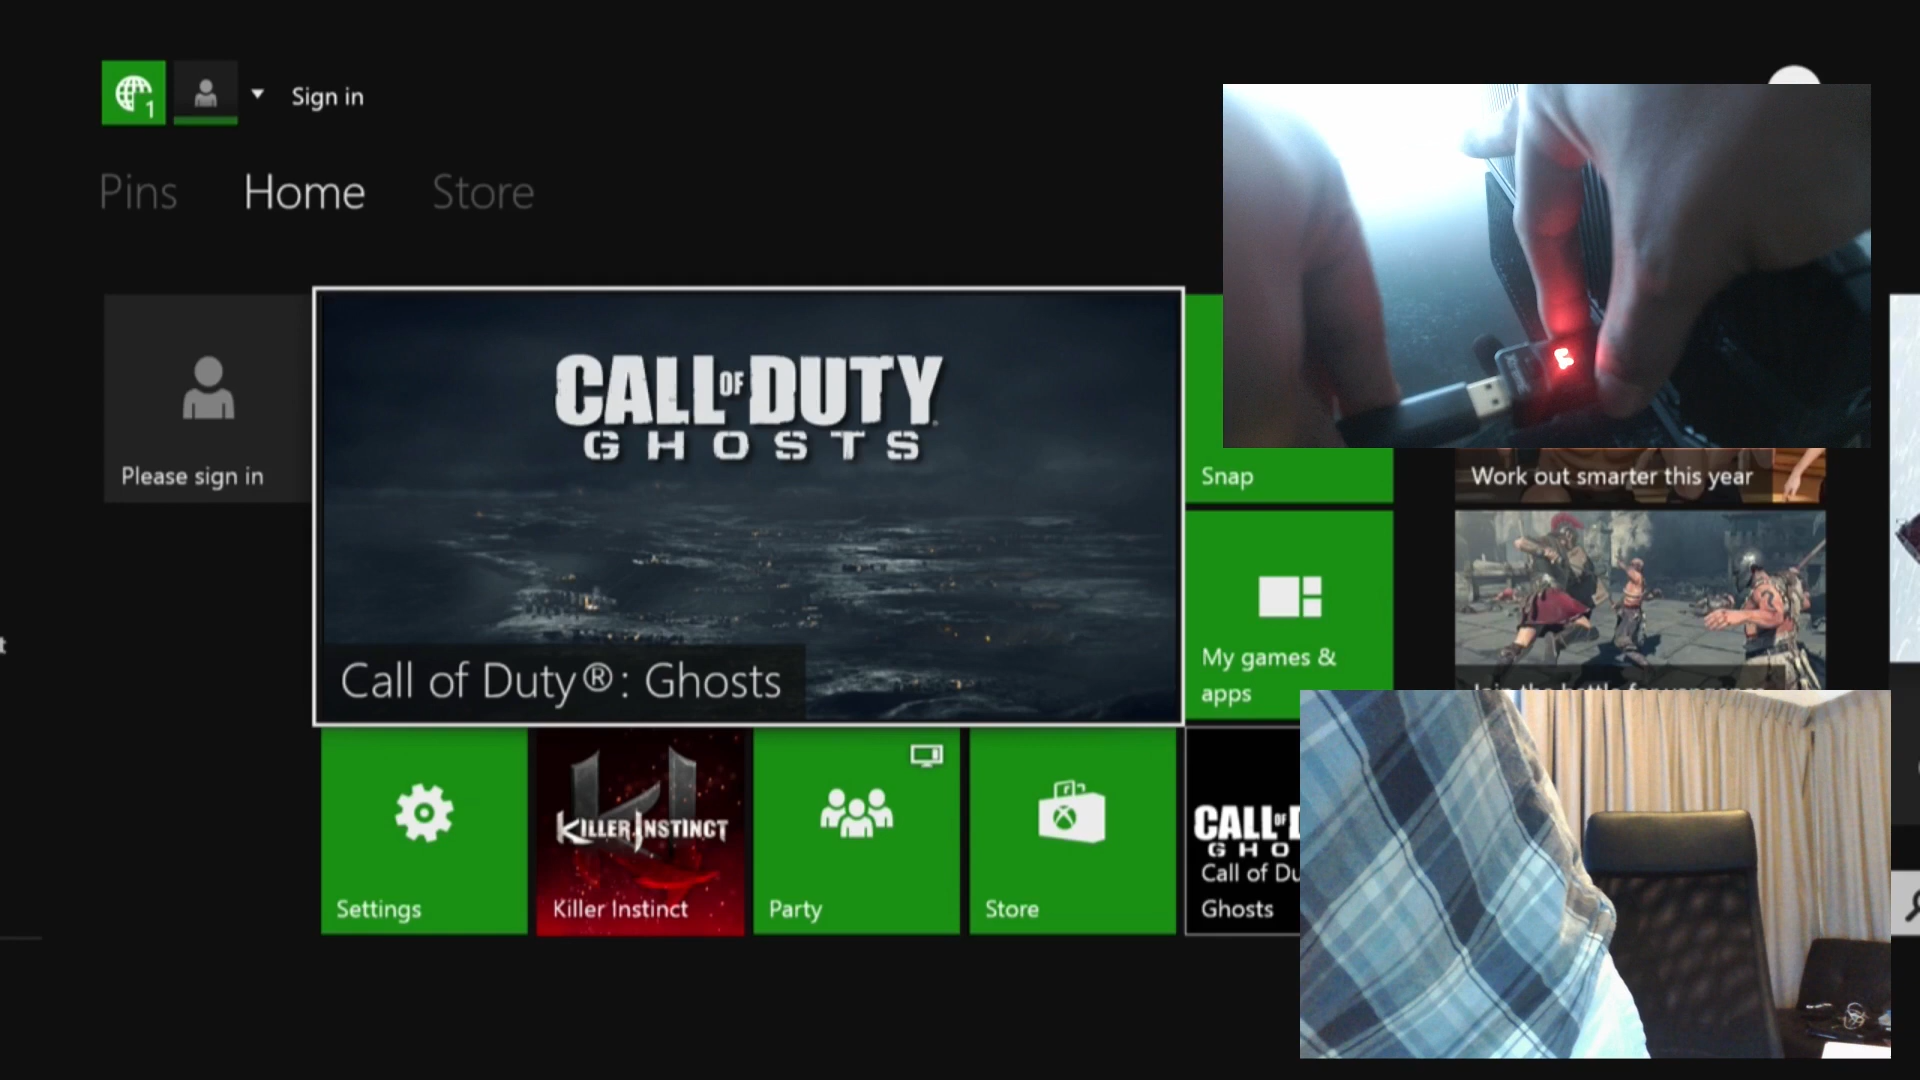 1
Sign in
Pins Home Store
Please sign in
CALL OF DUTY
GHOSTS
Call of Duty®: Ghosts
Snap
My games &
apps
Work out smarter this year
Settings
KILLER INSTINCT
Killer Instinct
Party
Store
CALL OF
GHO
Call of Du
Ghosts